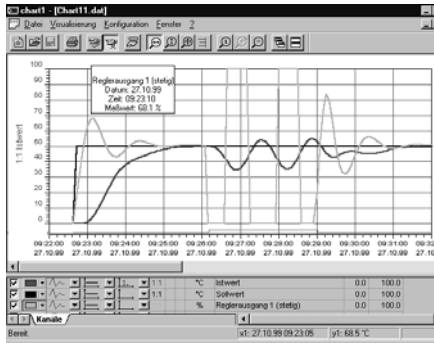 chart1 - [Chart11.dat]
Datei Visualisierung Konfiguration Fenster ?
100
90
80
70
60
50
40
30
20
10
0
1:1 Istwert
Reglerausgang 1 (stetig)
Datum: 27.10.99
Zeit: 09:23:10
Meßwert: 68.1 %
09:22:00 09:23:00 09:24:00 09:25:00 09:26:00 09:27:00 09:28:00 09:29:00 09:30:00 09:31:00 09:32
27.10.99 27.10.99 27.10.99 27.10.99 27.10.99 27.10.99 27.10.99 27.10.99 27.10.99 27.10.99 27.10
1:1 °C Istwert 0.0 100.0
1:1 °C Sollwert 0.0 100.0
% Reglerausgang 1 (stetig) 0.0 100.0
Kanäle
Bereit. x1: 27.10.99 09:23:05 y1: 68.5 °C